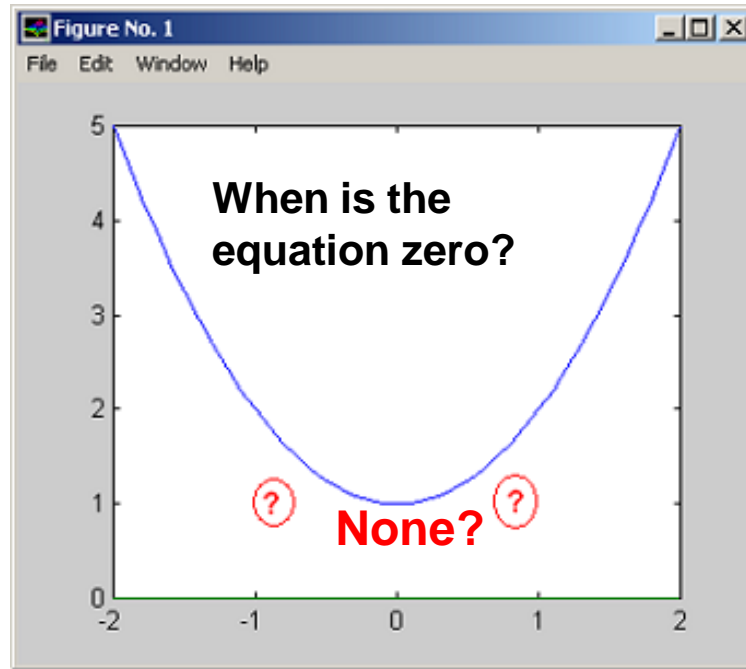 Figure No. 1
File Edit Window Help
5
When is the
equation zero?
4
3
2
1
? None? ?
0
-2 -1 0 1 2